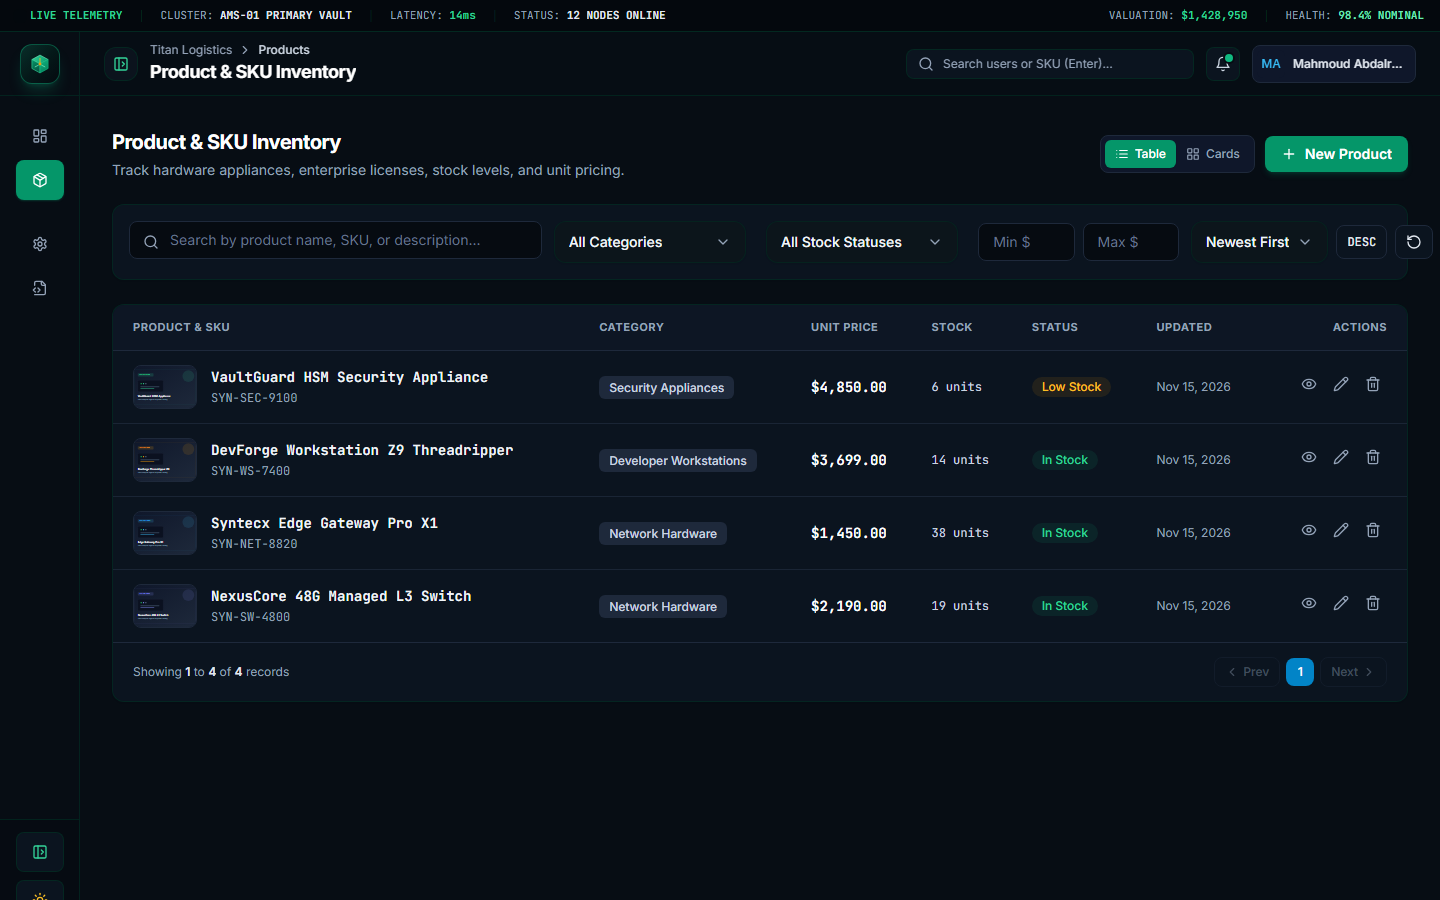 LIVE TELEMETRY CLUSTER: AMS-01 PRIMARY VAULT LATENCY: 14ms STATUS: 12 NODES ONLINE VALUATION: $1,428,950 HEALTH: 98.4% NOMINAL
Titan Logistics > Products
Product & SKU Inventory
Search users or SKU (Enter)...
MA Mahmoud Abdalr...
Product & SKU Inventory
Track hardware appliances, enterprise licenses, stock levels, and unit pricing.
Table Cards
+ New Product
Search by product name, SKU, or description... All Categories All Stock Statuses Min $ Max $ Newest First DESC
PRODUCT & SKU CATEGORY UNIT PRICE STOCK STATUS UPDATED ACTIONS
VaultGuard HSM Security Appliance
SYN-SEC-9100
Security Appliances $4,850.00 6 units Low Stock Nov 15, 2026
DevForge Workstation Z9 Threadripper
SYN-WS-7400
Developer Workstations $3,699.00 14 units In Stock Nov 15, 2026
Syntecx Edge Gateway Pro X1
SYN-NET-8820
Network Hardware $1,450.00 38 units In Stock Nov 15, 2026
NexusCore 48G Managed L3 Switch
SYN-SW-4800
Network Hardware $2,190.00 19 units In Stock Nov 15, 2026
Showing 1 to 4 of 4 records
Prev 1 Next